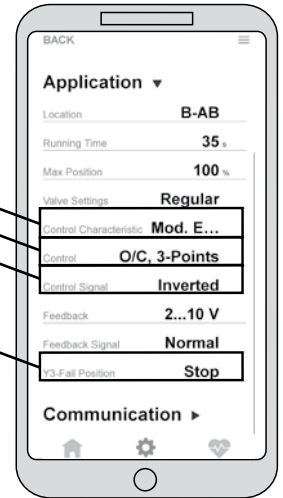 BACK
Application ▼
Location B-AB
Running Time 35 s
Max Position 100 %
Valve Settings Regular
Control Characteristic Mod. E...
Control O/C, 3-Points
Control Signal Inverted
Feedback 2...10 V
Feedback Signal Normal
Y3-Fail Position Stop
Communication ►